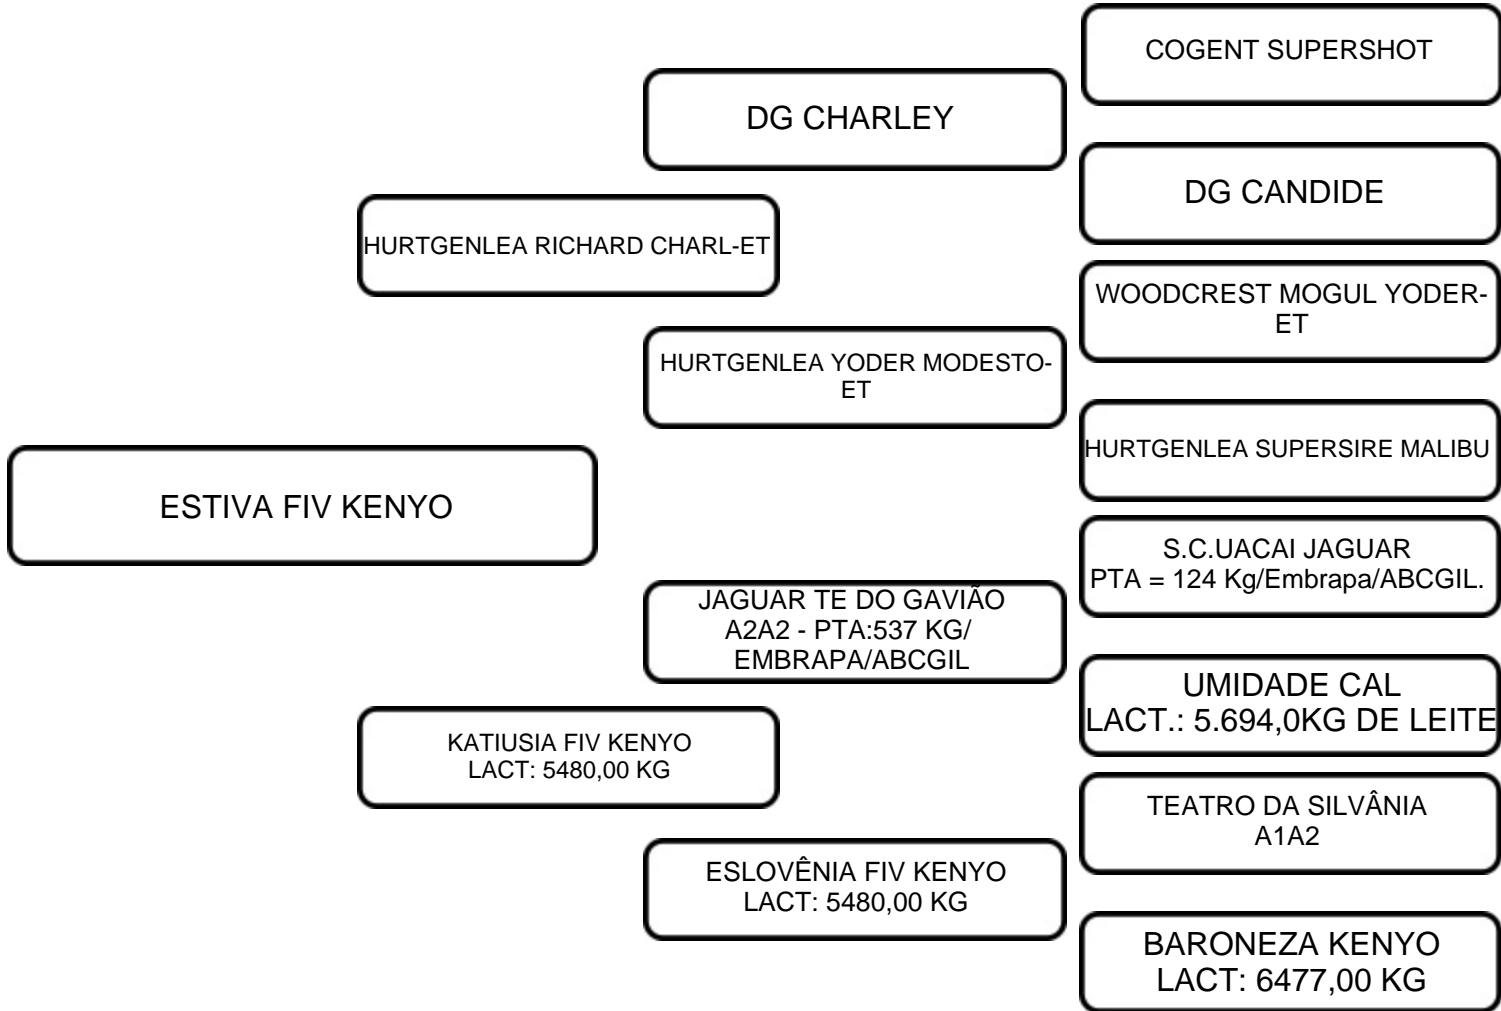 COGENT SUPERSHOT
DG CHARLEY
DG CANDIDE
HURTGENLEA RICHARD CHARL-ET
WOODCREST MOGUL YODER-
ET
HURTGENLEA YODER MODESTO-
ET
HURTGENLEA SUPERSIRE MALIBU
ESTIVA FIV KENYO
S.C.UACAI JAGUAR
PTA = 124 Kg/Embrapa/ABCGIL.
JAGUAR TE DO GAVIÃO
A2A2 - PTA:537 KG/
EMBRAPA/ABCGIL
UMIDADE CAL
LACT.: 5.694,0KG DE LEITE
KATIUSIA FIV KENYO
LACT: 5480,00 KG
TEATRO DA SILVÂNIA
A1A2
ESLOVÊNIA FIV KENYO
LACT: 5480,00 KG
BARONEZA KENYO
LACT: 6477,00 KG